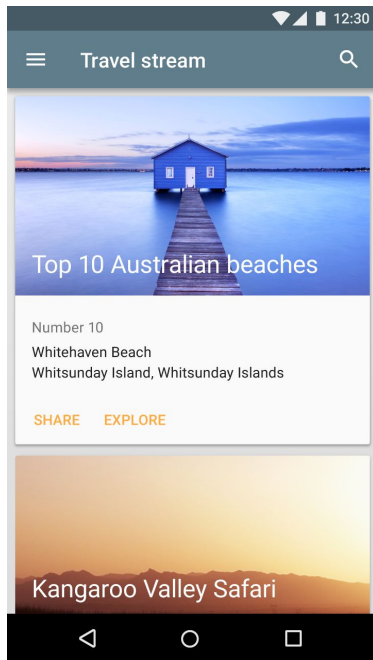 12:30
Travel stream
Top 10 Australian beaches
Number 10
Whitehaven Beach
Whitsunday Island, Whitsunday Islands
SHARE EXPLORE
Kangaroo Valley Safari